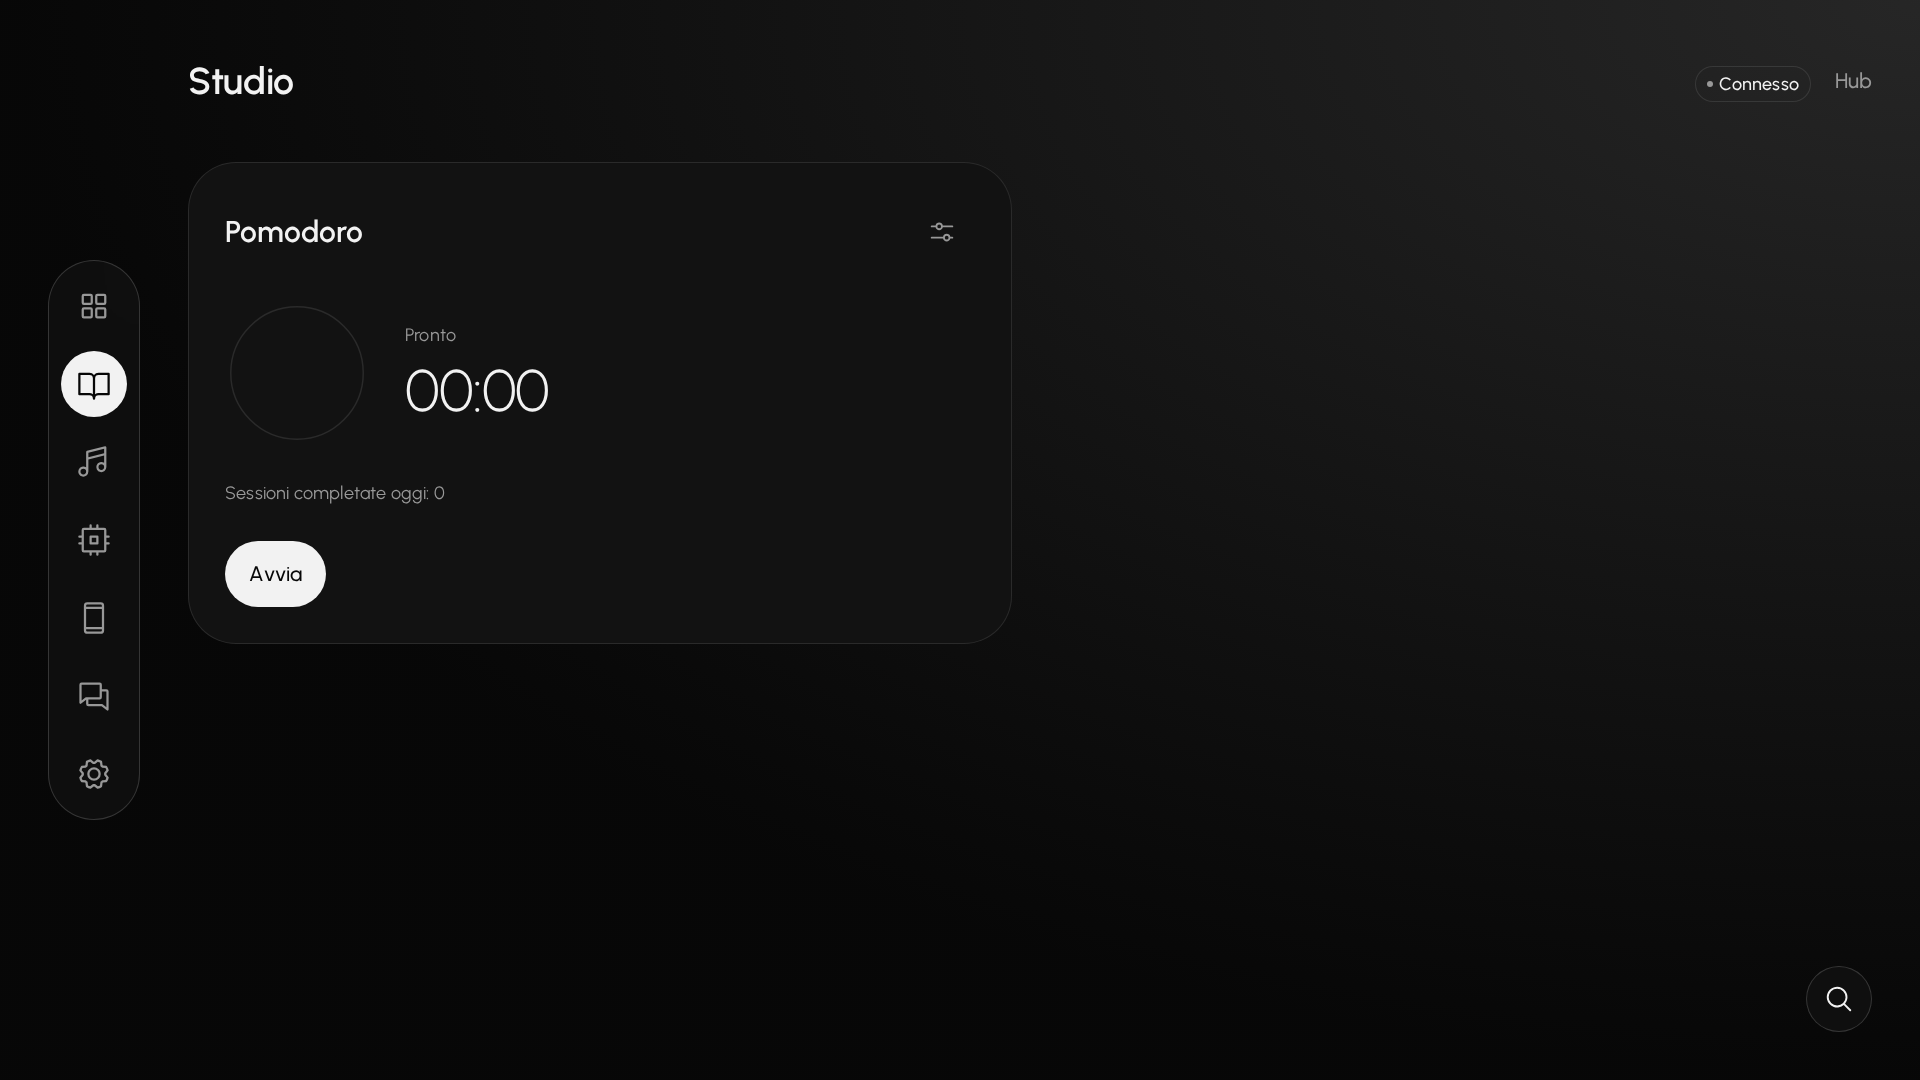 Studio
Connesso
Hub
Pomodoro
Pronto
00:00
Sessioni completate oggi: 0
Avvia